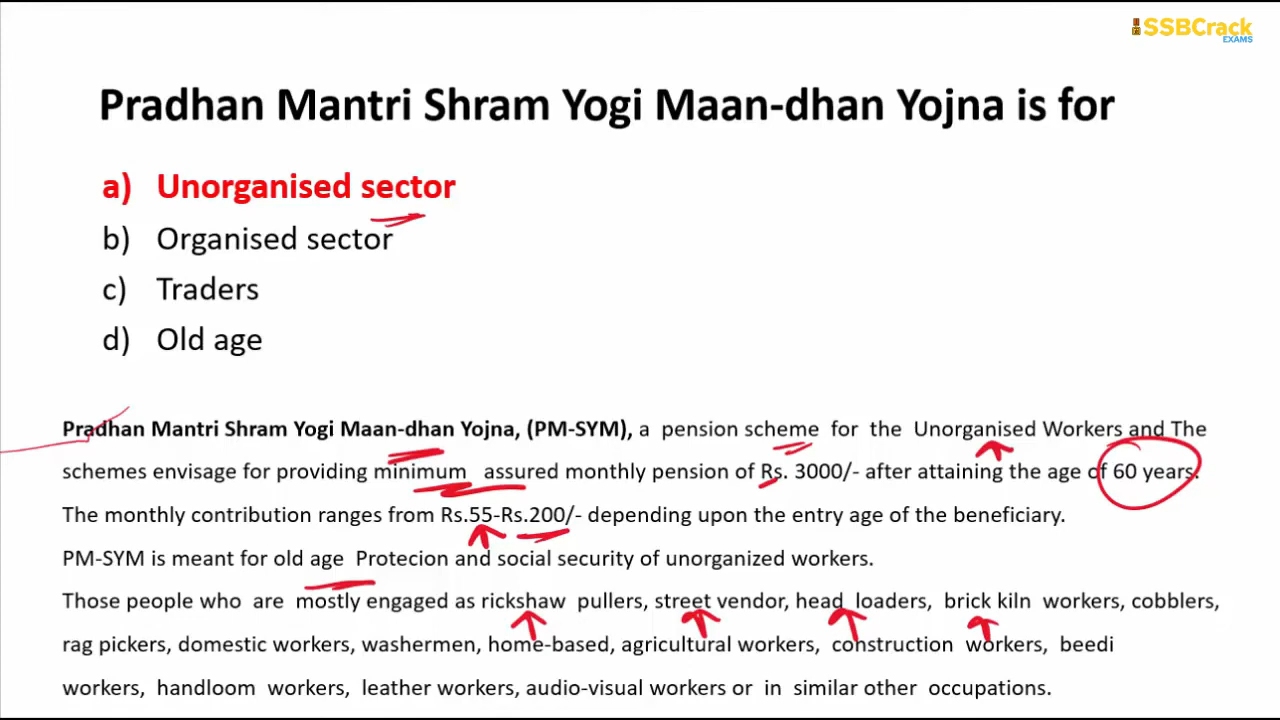 SSBCrack
EXAMS
Pradhan Mantri Shram Yogi Maan-dhan Yojna is for
a) Unorganised sector
b) Organised sector
c) Traders
d) Old age
Pradhan Mantri Shram Yogi Maan-dhan Yojna, (PM-SYM), a pension scheme for the Unorganised Workers and The
schemes envisage for providing minimum assured monthly pension of Rs. 3000/- after attaining the age of 60 years.
The monthly contribution ranges from Rs.55-Rs.200/- depending upon the entry age of the beneficiary.
PM-SYM is meant for old age Protecion and social security of unorganized workers.
Those people who are mostly engaged as rickshaw pullers, street vendor, head loaders, brick kiln workers, cobblers,
rag pickers, domestic workers, washermen, home-based, agricultural workers, construction workers, beedi
workers, handloom workers, leather workers, audio-visual workers or in similar other occupations.